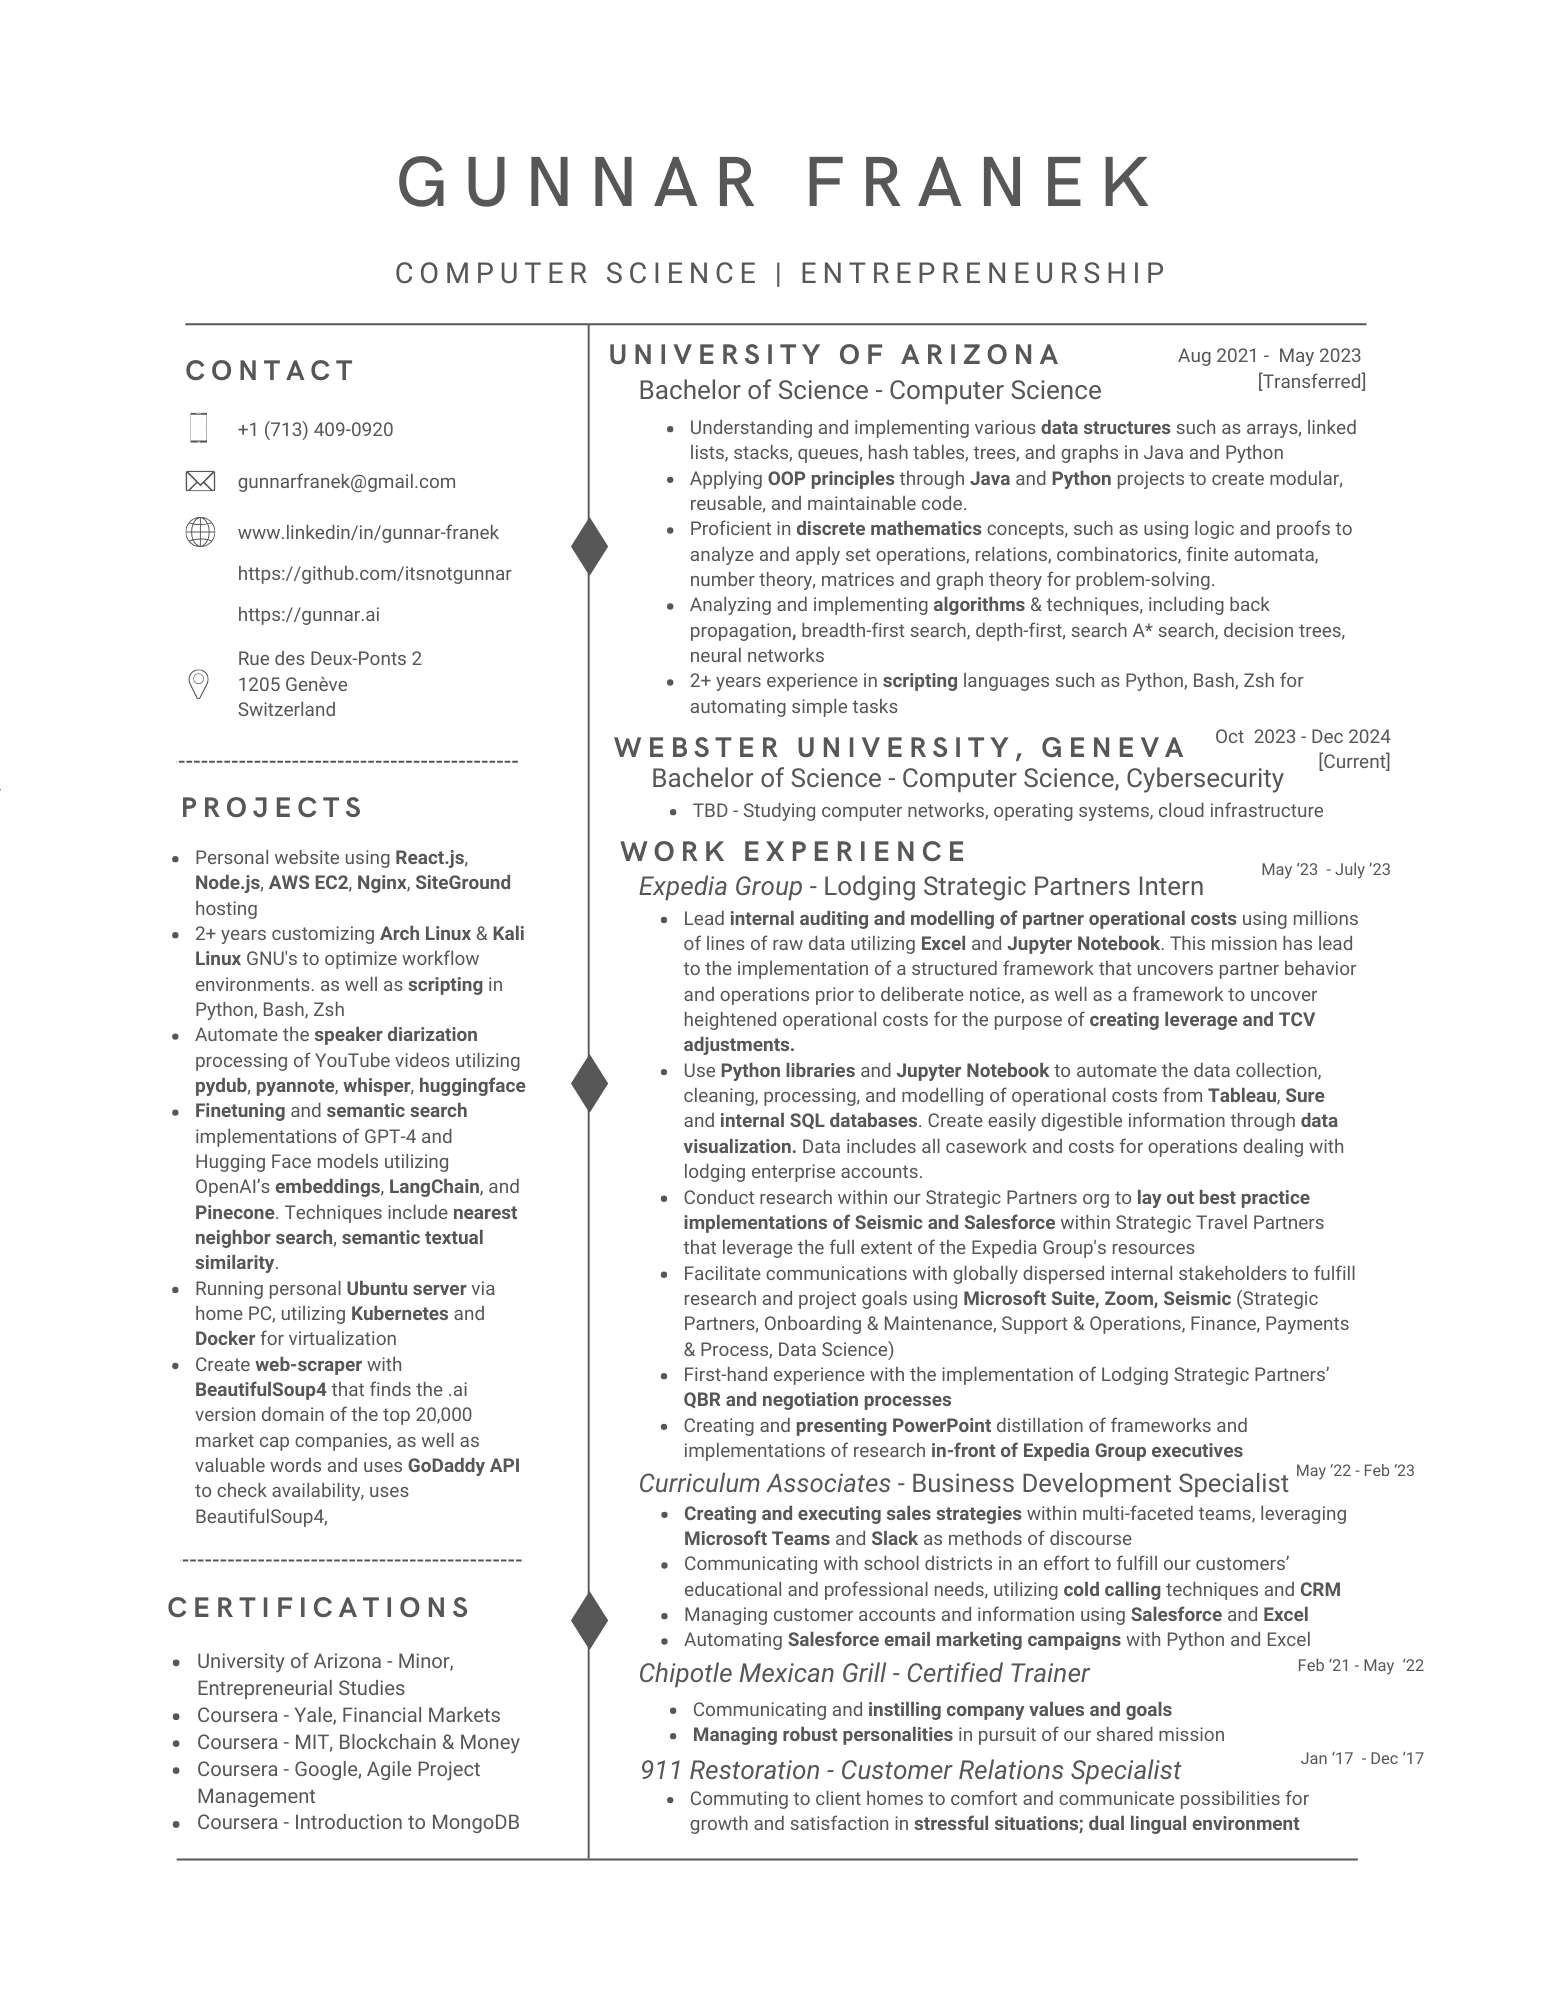 GUNNAR FRANEK
COMPUTER SCIENCE | ENTREPRENEURSHIP
CONTACT
+1 (713) 409-0920
gunnarfranek@gmail.com
www.linkedin/in/gunnar-franek
https://github.com/itsnotgunnar
https://gunnar.ai
Rue des Deux-Ponts 2
1205 Genève
Switzerland
PROJECTS
• Personal website using React.js,
Node.js, AWS EC2, Nginx, SiteGround
hosting
• 2+ years customizing Arch Linux & Kali
Linux GNU's to optimize workflow
environments. as well as scripting in
Python, Bash, Zsh
• Automate the speaker diarization
processing of YouTube videos utilizing
pydub, pyannote, whisper, huggingface
• Finetuning and semantic search
implementations of GPT-4 and
Hugging Face models utilizing
OpenAI's embeddings, LangChain, and
Pinecone. Techniques include nearest
neighbor search, semantic textual
similarity.
• Running personal Ubuntu server via
home PC, utilizing Kubernetes and
Docker for virtualization
• Create web-scraper with
BeautifulSoup4 that finds the .ai
version domain of the top 20,000
market cap companies, as well as
valuable words and uses GoDaddy API
to check availability, uses
BeautifulSoup4,
CERTIFICATIONS
• University of Arizona - Minor,
Entrepreneurial Studies
• Coursera - Yale, Financial Markets
• Coursera - MIT, Blockchain & Money
• Coursera - Google, Agile Project
Management
• Coursera - Introduction to MongoDB
UNIVERSITY OF ARIZONA
Aug 2021 - May 2023
[Transferred]
Bachelor of Science - Computer Science
• Understanding and implementing various data structures such as arrays, linked
lists, stacks, queues, hash tables, trees, and graphs in Java and Python
• Applying OOP principles through Java and Python projects to create modular,
reusable, and maintainable code.
• Proficient in discrete mathematics concepts, such as using logic and proofs to
analyze and apply set operations, relations, combinatorics, finite automata,
number theory, matrices and graph theory for problem-solving.
• Analyzing and implementing algorithms & techniques, including back
propagation, breadth-first search, depth-first, search A* search, decision trees,
neural networks
• 2+ years experience in scripting languages such as Python, Bash, Zsh for
automating simple tasks
WEBSTER UNIVERSITY, GENEVA
Oct 2023 - Dec 2024
[Current]
Bachelor of Science - Computer Science, Cybersecurity
• TBD - Studying computer networks, operating systems, cloud infrastructure
WORK EXPERIENCE
May ‘23 - July ’23
Expedia Group - Lodging Strategic Partners Intern
• Lead internal auditing and modelling of partner operational costs using millions
of lines of raw data utilizing Excel and Jupyter Notebook. This mission has lead
to the implementation of a structured framework that uncovers partner behavior
and operations prior to deliberate notice, as well as a framework to uncover
heightened operational costs for the purpose of creating leverage and TCV
adjustments.
• Use Python libraries and Jupyter Notebook to automate the data collection,
cleaning, processing, and modelling of operational costs from Tableau, Sure
and internal SQL databases. Create easily digestible information through data
visualization. Data includes all casework and costs for operations dealing with
lodging enterprise accounts.
• Conduct research within our Strategic Partners org to lay out best practice
implementations of Seismic and Salesforce within Strategic Travel Partners
that leverage the full extent of the Expedia Group's resources
• Facilitate communications with globally dispersed internal stakeholders to fulfill
research and project goals using Microsoft Suite, Zoom, Seismic (Strategic
Partners, Onboarding & Maintenance, Support & Operations, Finance, Payments
& Process, Data Science)
• First-hand experience with the implementation of Lodging Strategic Partners’
QBR and negotiation processes
• Creating and presenting PowerPoint distillation of frameworks and
implementations of research in-front of Expedia Group executives
Curriculum Associates - Business Development Specialist
May ‘22 - Feb ‘23
• Creating and executing sales strategies within multi-faceted teams, leveraging
Microsoft Teams and Slack as methods of discourse
• Communicating with school districts in an effort to fulfill our customers’
educational and professional needs, utilizing cold calling techniques and CRM
• Managing customer accounts and information using Salesforce and Excel
• Automating Salesforce email marketing campaigns with Python and Excel
Chipotle Mexican Grill - Certified Trainer
Feb ‘21 - May ‘22
• Communicating and instilling company values and goals
• Managing robust personalities in pursuit of our shared mission
911 Restoration - Customer Relations Specialist
Jan ‘17 - Dec ‘17
• Commuting to client homes to comfort and communicate possibilities for
growth and satisfaction in stressful situations; dual lingual environment